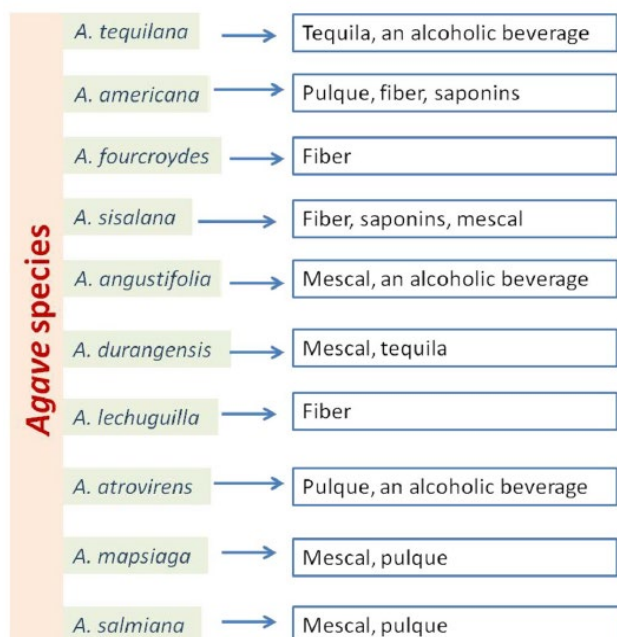 Agave species
A. tequilana
Tequila, an alcoholic beverage
A. americana
Pulque, fiber, saponins
A. fourcroydes
Fiber
A. sisalana
Fiber, saponins, mescal
A. angustifolia
Mescal, an alcoholic beverage
A. durangensis
Mescal, tequila
A. lechuguilla
Fiber
A. atrovirens
Pulque, an alcoholic beverage
A. mapsiaga
Mescal, pulque
A. salmiana
Mescal, pulque